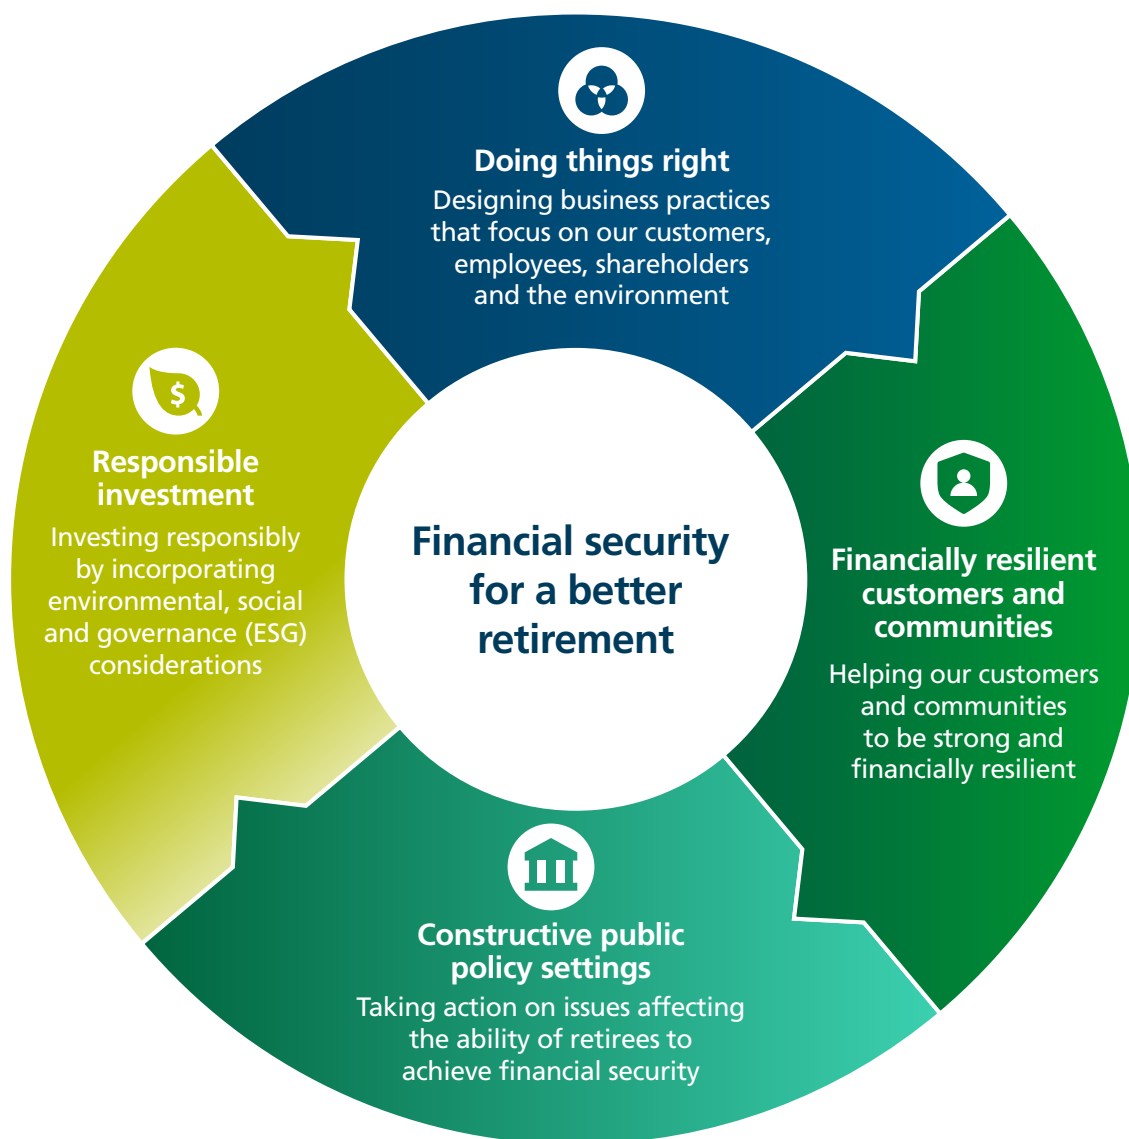 Doing things right
Designing business practices
that focus on our customers,
employees, shareholders
and the environment
Financially resilient
customers and
communities
Helping our customers
and communities
to be strong and
financially resilient
Constructive public
policy settings
Taking action on issues affecting
the ability of retirees to
achieve financial security
$
Responsible
investment
Investing responsibly
by incorporating
environmental, social
and governance (ESG)
considerations
Financial security
for a better
retirement